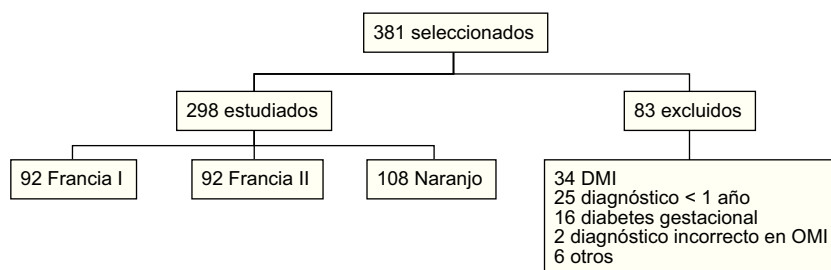 381 seleccionados
298 estudiados
83 excluidos
92 Francia I
92 Francia II
108 Naranjo
34 DMI
25 diagnóstico < 1 año
16 diabetes gestacional
2 diagnóstico incorrecto en OMI
6 otros